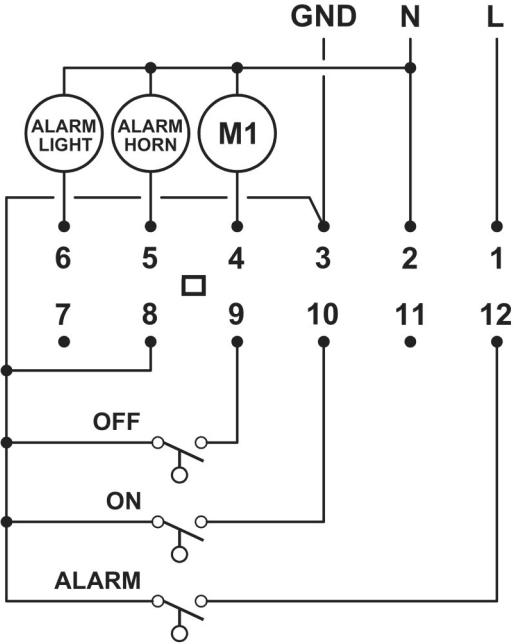 GND N L
ALARM LIGHT
ALARM HORN
M1
6 5 4 3 2 1
7 8 9 10 11 12
OFF
ON
ALARM